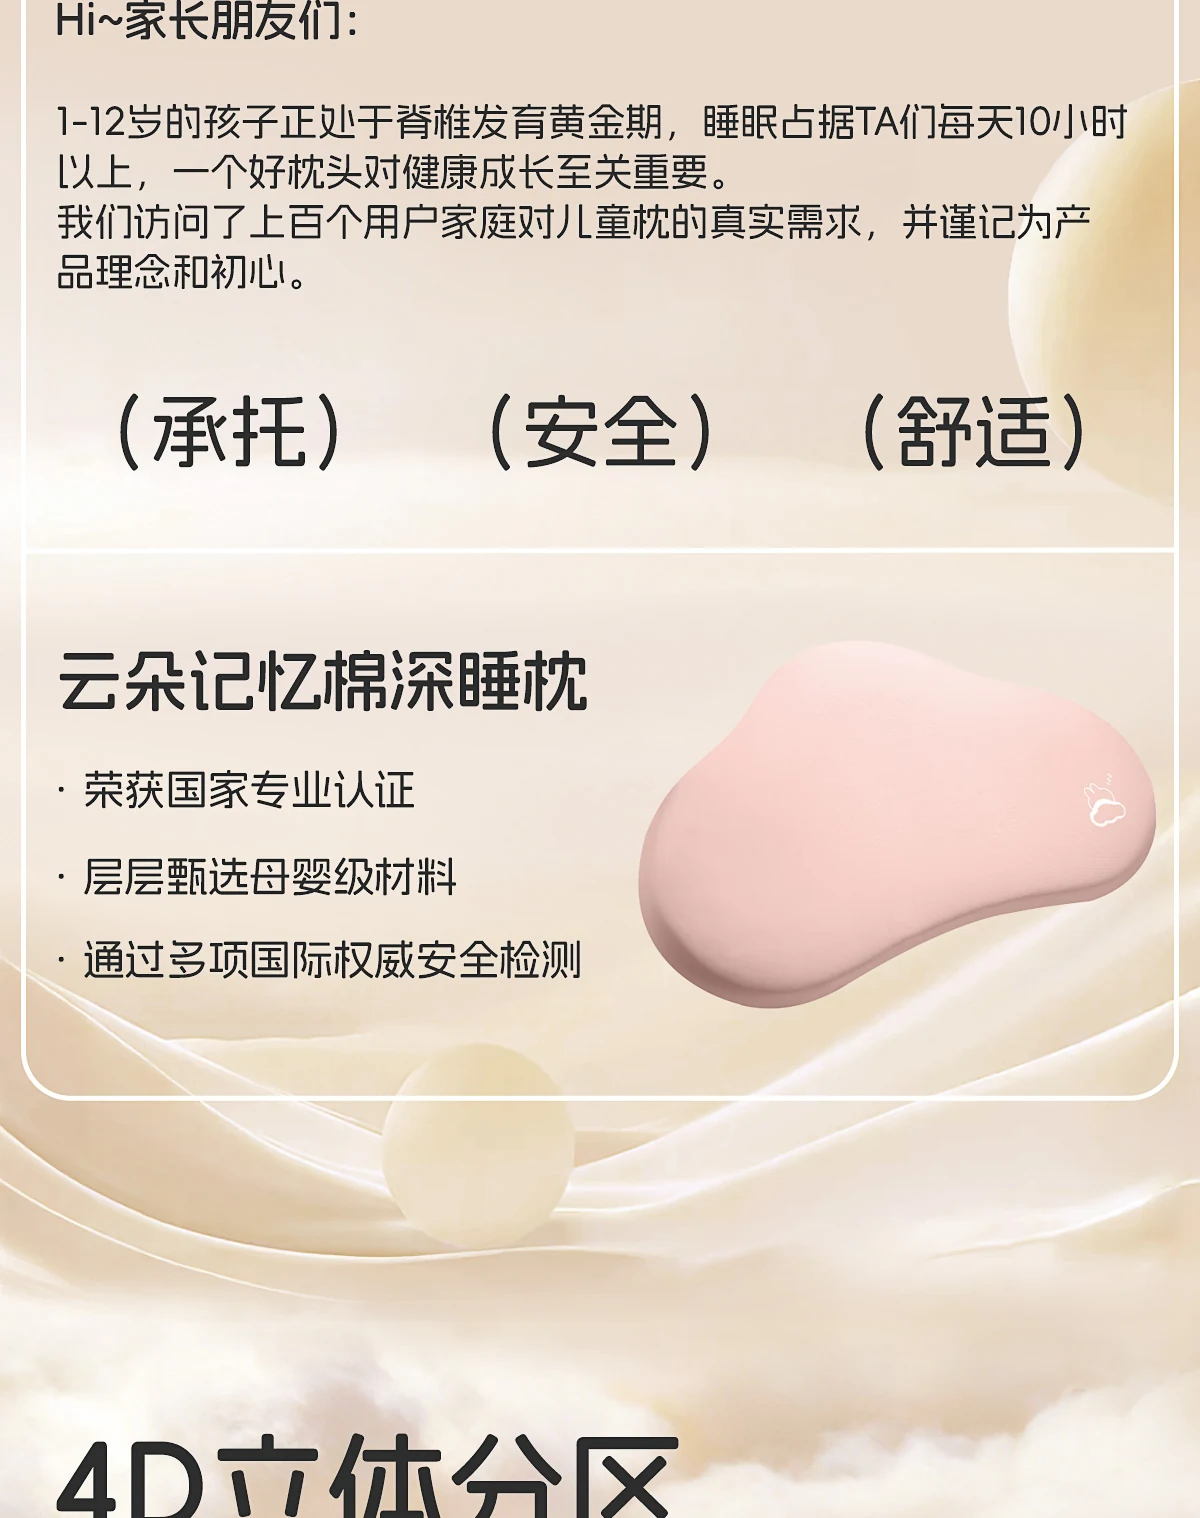 Hi~家长朋友们：
1-12岁的孩子正处于脊椎发育黄金期，睡眠占据TA们每天10小时
以上，一个好枕头对健康成长至关重要。
我们访问了上百个用户家庭对儿童枕的真实需求，并谨记为产
品理念和初心。
（承托） （安全） （舒适）
云朵记忆棉深睡枕
· 荣获国家专业认证
· 层层甄选母婴级材料
· 通过多项国际权威安全检测
4D立体分区